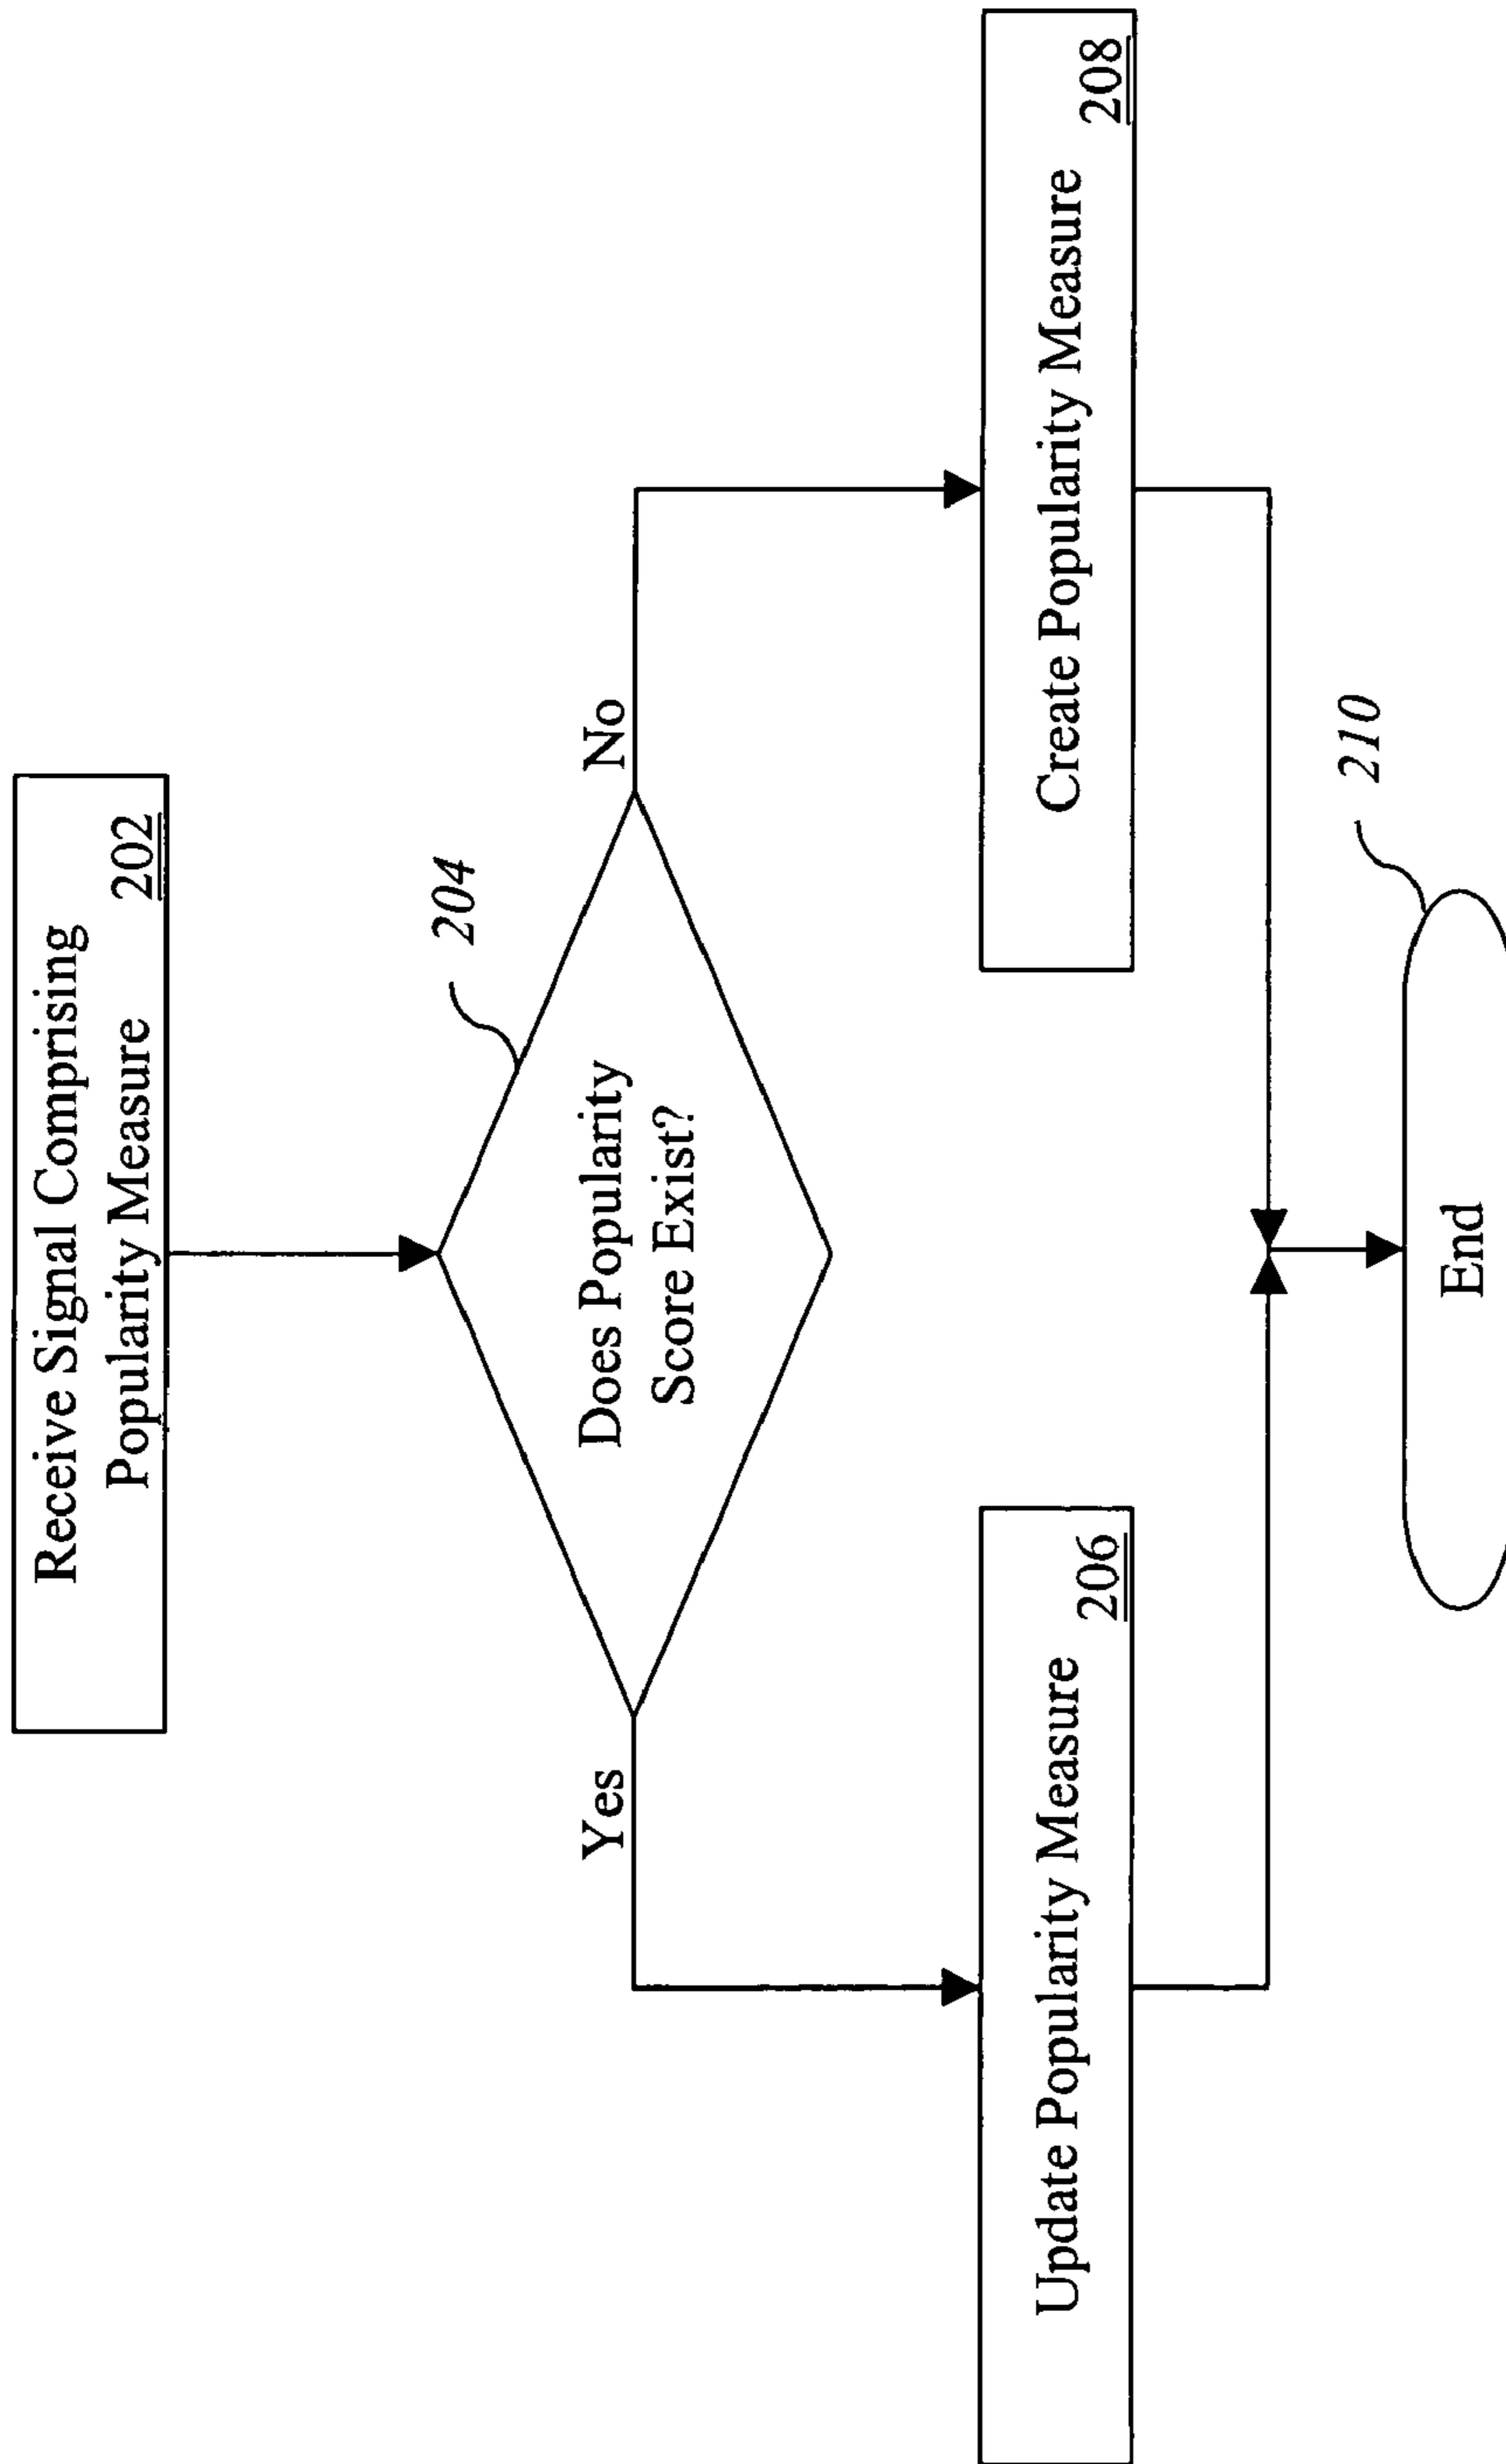 Receive Signal Comprising
Popularity Measure 202
204
Does Popularity
Score Exist?
Yes
No
Update Popularity Measure
206
Create Popularity Measure
208
210
End